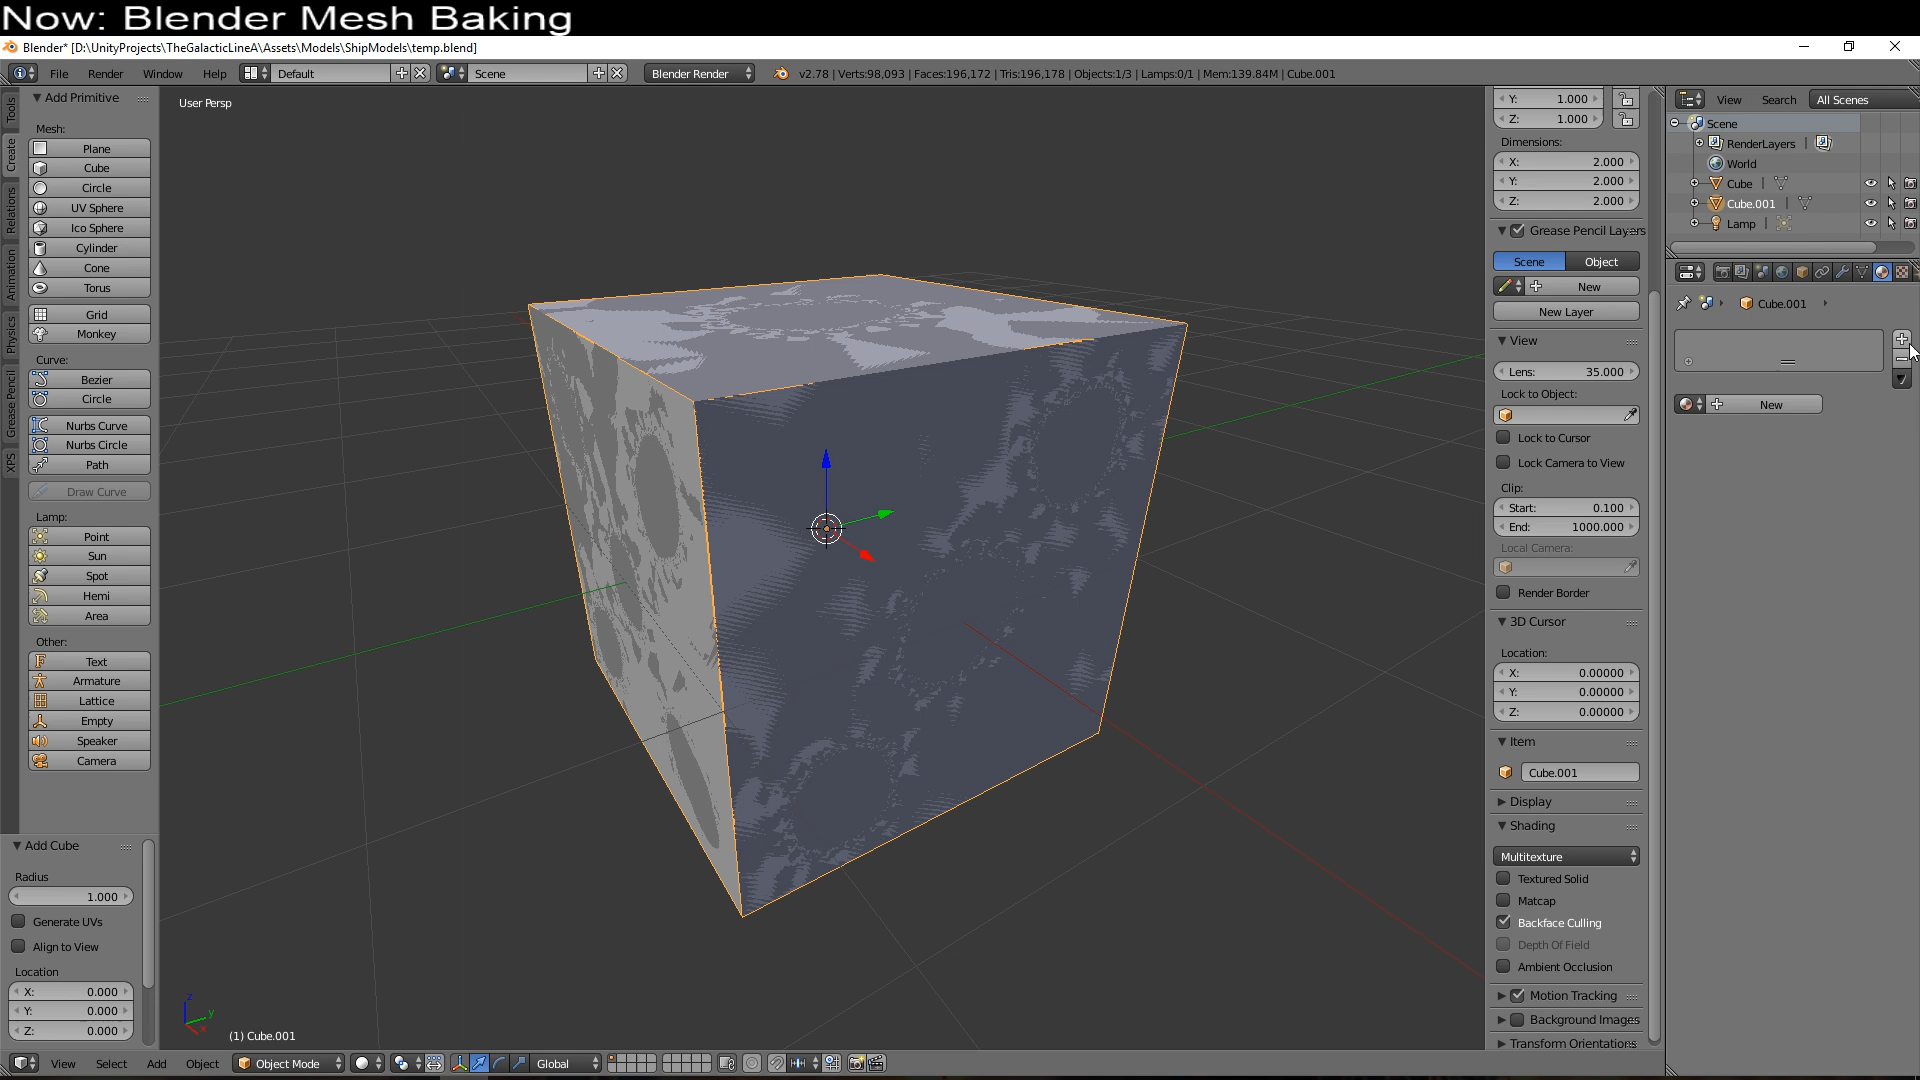 Now: Blender Mesh Baking
Blender* [D:\UnityProjects\TheGalacticLineA\Assets\Models\ShipModels\temp.blend]
File Render Window Help Default Scene Blender Render v2.78 | Verts:98,093 | Faces:196,172 | Tris:196,178 | Objects:1/3 | Lamps:0/1 | Mem:139.84M | Cube.001
Tools
Create
Relations
Animation
Physics
Grease Pencil
XPS
Add Primitive
Mesh:
Plane
Cube
Circle
UV Sphere
Ico Sphere
Cylinder
Cone
Torus
Grid
Monkey
Curve:
Bezier
Circle
Nurbs Curve
Nurbs Circle
Path
Draw Curve
Lamp:
Point
Sun
Spot
Hemi
Area
Other:
Text
Armature
Lattice
Empty
Speaker
Camera
Add Cube
Radius
1.000
Generate UVs
Align to View
Location
X: 0.000
Y: 0.000
Z: 0.000
User Persp
z
y
x
(1) Cube.001
View Select Add Object Object Mode Global
Y: 1.000
Z: 1.000
Dimensions:
X: 2.000
Y: 2.000
Z: 2.000
Grease Pencil Layers
Scene Object
New
New Layer
View
Lens: 35.000
Lock to Object:
Lock to Cursor
Lock Camera to View
Clip:
Start: 0.100
End: 1000.000
Local Camera:
Render Border
3D Cursor
Location:
X: 0.00000
Y: 0.00000
Z: 0.00000
Item
Cube.001
Display
Shading
Multitexture
Textured Solid
Matcap
Backface Culling
Depth Of Field
Ambient Occlusion
Motion Tracking
Background Images
Transform Orientations
View Search All Scenes
Scene
RenderLayers |
World
Cube |
Cube.001 |
Lamp |
Cube.001
New